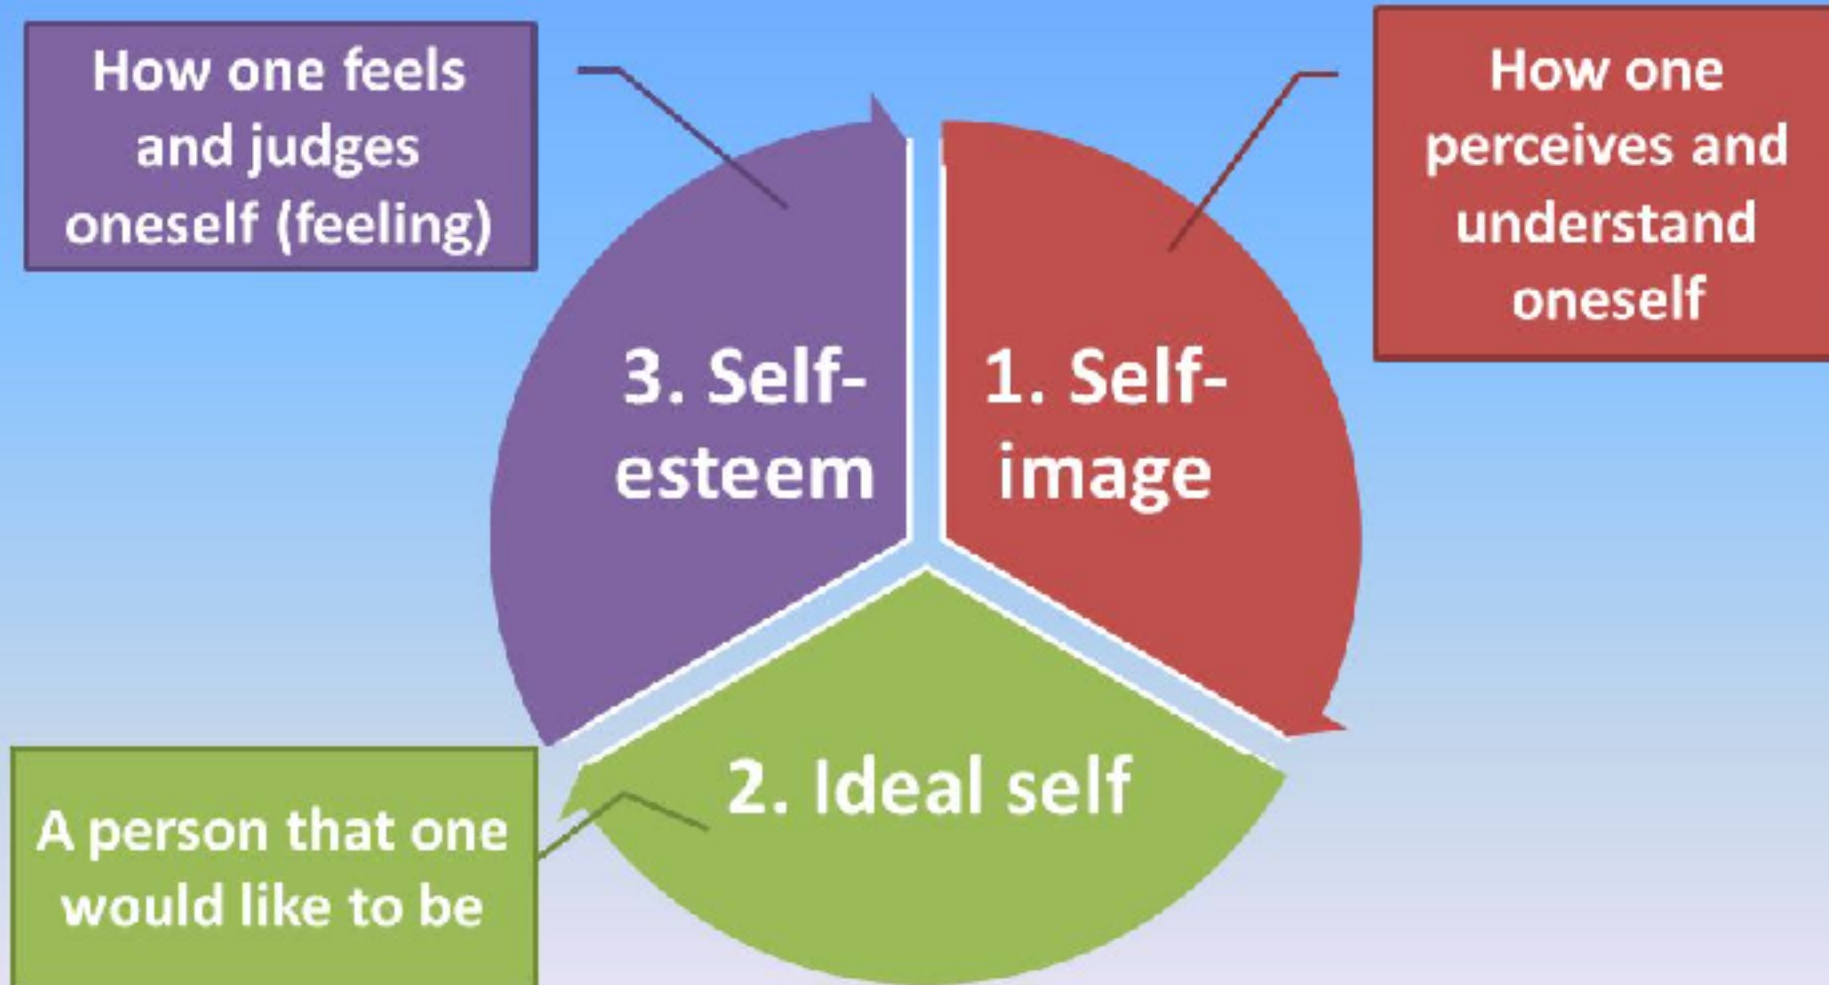 How one feels
and judges
oneself (feeling)
How one
perceives and
understand
oneself
3. Self-
esteem
1. Self-
image
2. Ideal self
A person that one
would like to be